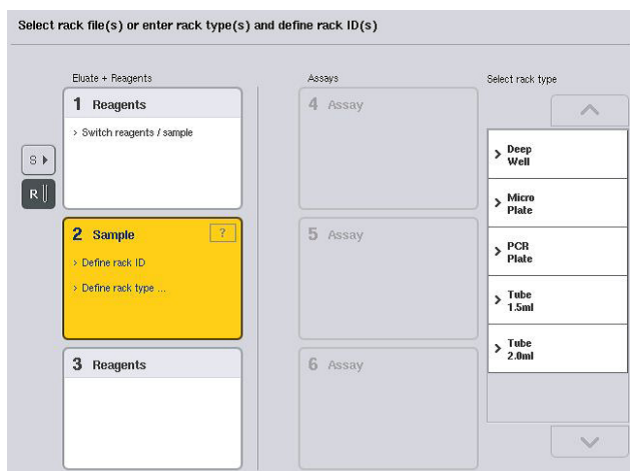 Select rack file(s) or enter rack type(s) and define rack ID(s)
Eluate + Reagents
Assays
Select rack type
1 Reagents
> Switch reagents / sample
S
R
2 Sample ?
> Define rack ID
> Define rack type ...
3 Reagents
4 Assay
5 Assay
6 Assay
> Deep
Well
> Micro
Plate
> PCR
Plate
> Tube
1.5ml
> Tube
2.0ml